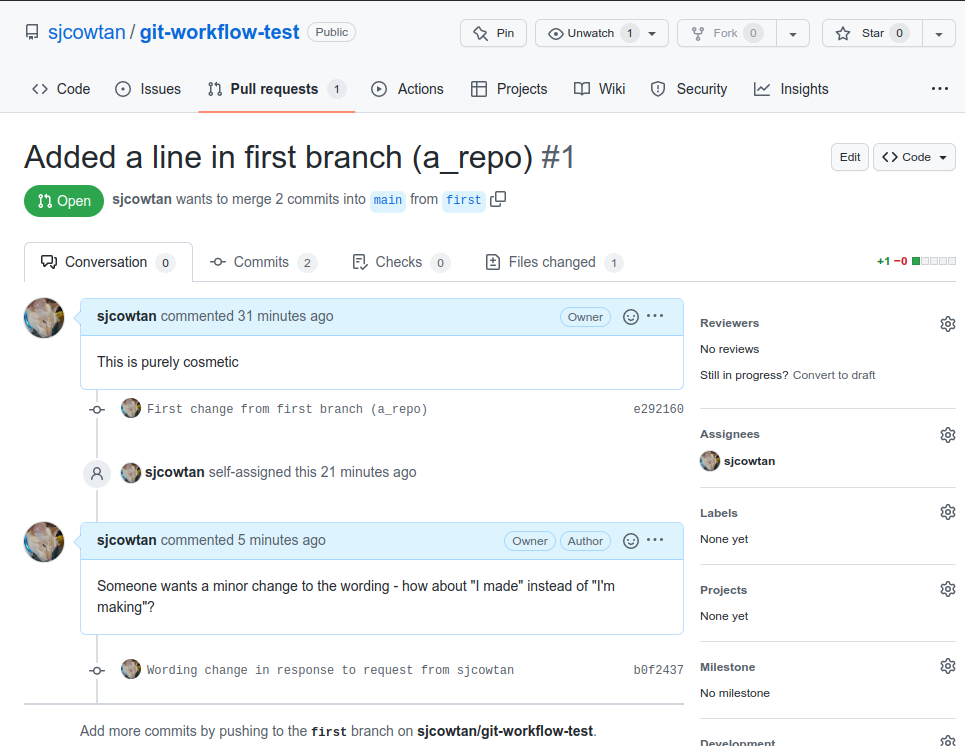 sjcowtan / git-workflow-test Public Pin Unwatch 1 Fork 0 Star 0
Code Issues Pull requests 1 Actions Projects Wiki Security Insights ...
Added a line in first branch (a_repo) #1 Edit Code
Open sjcowtan wants to merge 2 commits into main from first
Conversation 0 Commits 2 Checks 0 Files changed 1 +1 −0
sjcowtan commented 31 minutes ago Owner ...
This is purely cosmetic
First change from first branch (a_repo) e292160
sjcowtan self-assigned this 21 minutes ago
sjcowtan commented 5 minutes ago Owner Author ...
Someone wants a minor change to the wording - how about "I made" instead of "I'm
making"?
Wording change in response to request from sjcowtan b0f2437
Add more commits by pushing to the first branch on sjcowtan/git-workflow-test.
Reviewers
No reviews
Still in progress? Convert to draft
Assignees
sjcowtan
Labels
None yet
Projects
None yet
Milestone
No milestone
Development